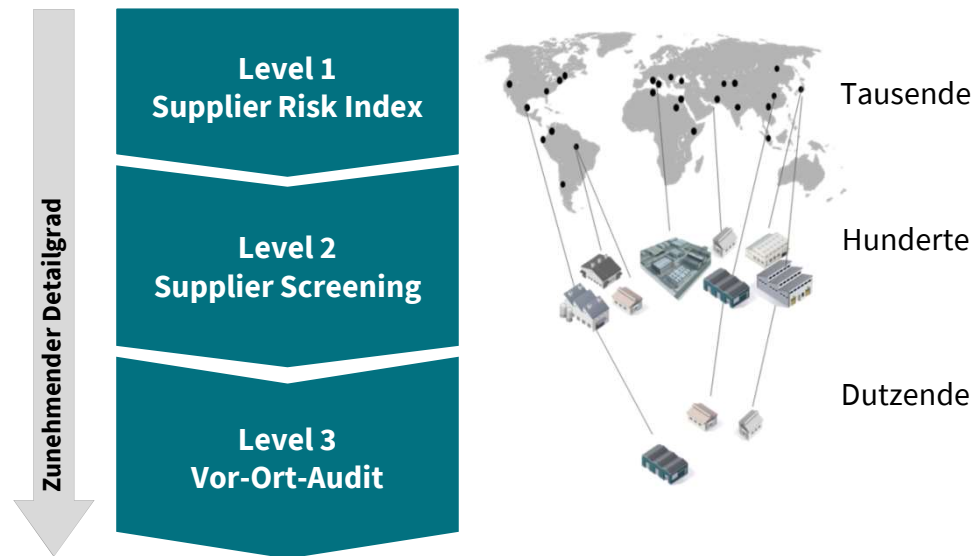 Zunehmender Detailgrad
Level 1
Supplier Risk Index
Tausende
Level 2
Supplier Screening
Hunderte
Level 3
Vor-Ort-Audit
Dutzende